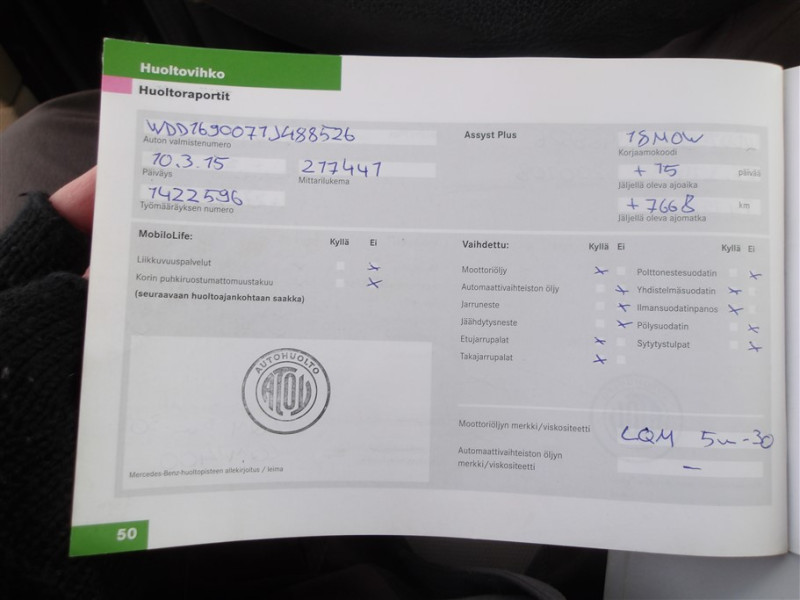 Huoltovihko
Huoltoraportit
WDD1690071J488526
Auton valmistenumero
10.3.15
Päiväys
217441
Mittarilukema
1422596
Työmääräyksen numero
Assyst Plus
18MOW
Korjaamokoodi
+ 15 päivää
Jäljellä oleva ajoaika
+ 7668 km
Jäljellä oleva ajomatka
MobiloLife:
Kyllä Ei
Liikkuvuuspalvelut x
Korin puhkiruostumattomuustakuu x
(seuraavaan huoltoajankohtaan saakka)
AUTOHUOLTO
ATOU
Mercedes-Benz-huoltopisteen allekirjoitus / leima
Vaihdettu:
Kyllä Ei
Moottoriöljy x
Automaattivaihteiston öljy x
Jarruneste x
Jäähdytysneste x
Etujarrupalat x
Takajarrupalat x
Kyllä Ei
Polttonestesuodatin x
Yhdistelmäsuodatin x
Ilmansuodatinpanos x
Pölysuodatin x
Sytytystulpat x
Moottoriöljyn merkki/viskositeetti
LQM 5w-30
Automaattivaihteiston öljyn
merkki/viskositeetti
–
50